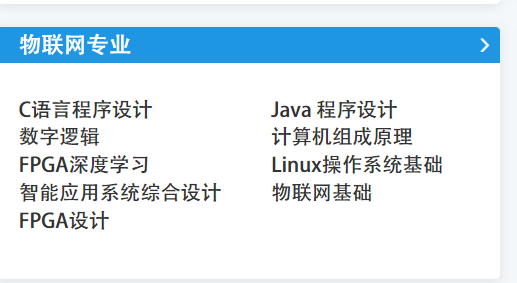 物联网专业
C语言程序设计
Java 程序设计
数字逻辑
计算机组成原理
FPGA深度学习
Linux操作系统基础
智能应用系统综合设计
物联网基础
FPGA设计